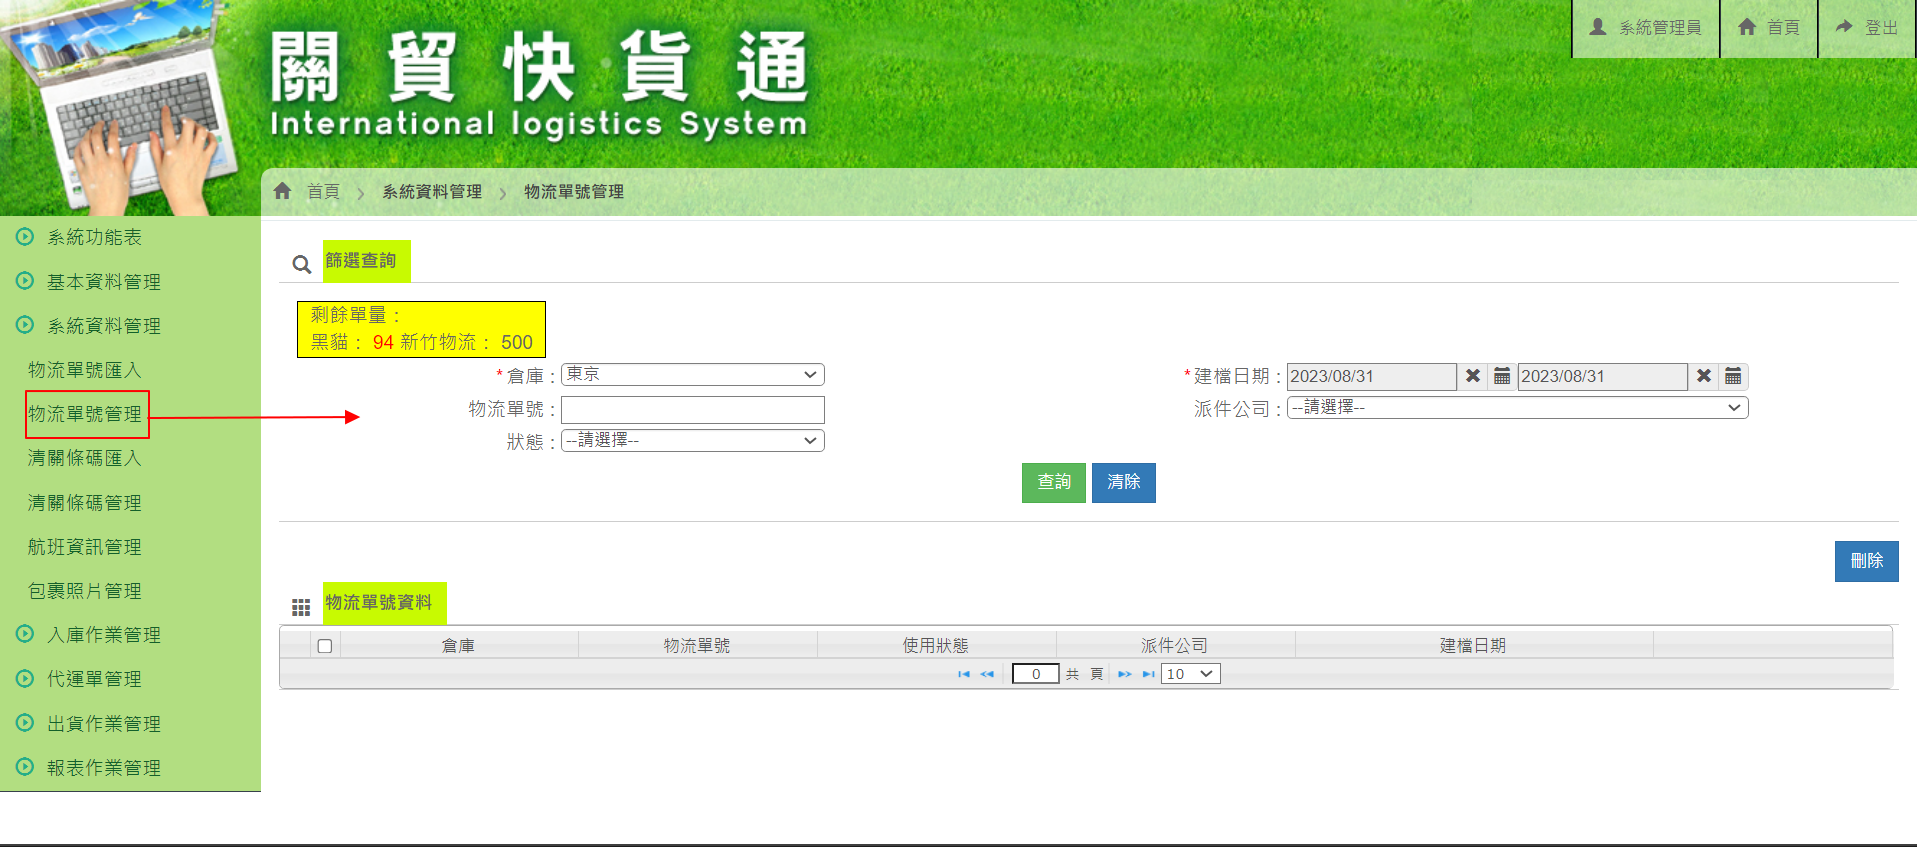 關貿快貨通
International logistics System
系統管理員
首頁
登出
首頁 > 系統資料管理 > 物流單號管理
系統功能表
基本資料管理
系統資料管理
物流單號匯入
物流單號管理
清關條碼匯入
清關條碼管理
航班資訊管理
包裹照片管理
入庫作業管理
代運單管理
出貨作業管理
報表作業管理
篩選查詢
剩餘單量：
黑貓： 94 新竹物流： 500
*倉庫：東京
*建檔日期：2023/08/31 2023/08/31
物流單號：
派件公司：--請選擇--
狀態：--請選擇--
查詢 清除
刪除
物流單號資料
倉庫 物流單號 使用狀態 派件公司 建檔日期
0 共 頁 10